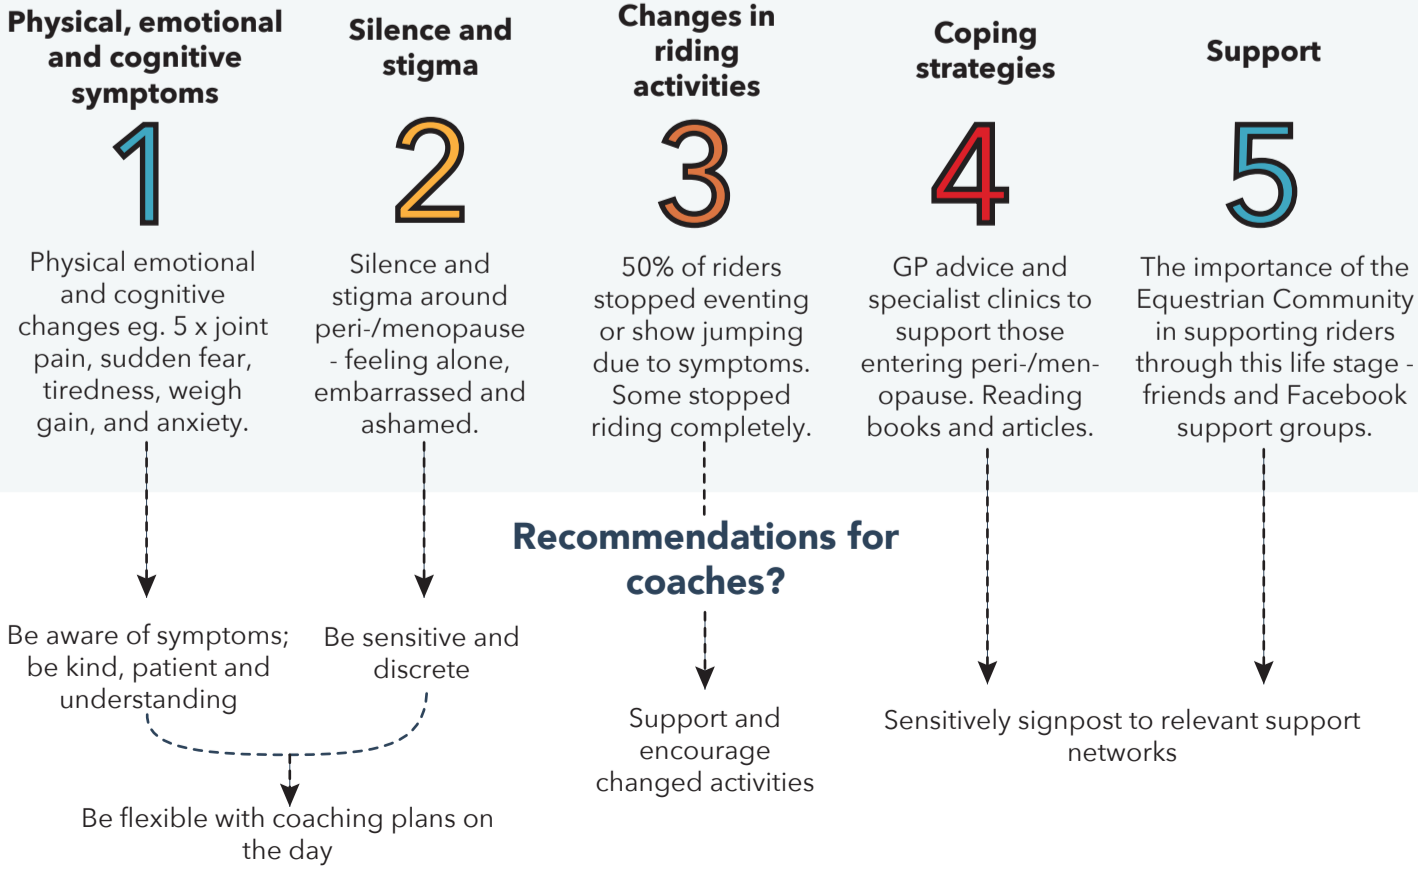 Physical, emotional
and cognitive
symptoms
1
Physical emotional
and cognitive
changes eg. 5 x joint
pain, sudden fear,
tiredness, weigh
gain, and anxiety.
Silence and
stigma
2
Silence and
stigma around
peri-/menopause
- feeling alone,
embarrassed and
ashamed.
Changes in
riding
activities
3
50% of riders
stopped eventing
or show jumping
due to symptoms.
Some stopped
riding completely.
Coping
strategies
4
GP advice and
specialist clinics to
support those
entering peri-/men-
opause. Reading
books and articles.
Support
5
The importance of the
Equestrian Community
in supporting riders
through this life stage -
friends and Facebook
support groups.
Recommendations for
coaches?
Be aware of symptoms;
be kind, patient and
understanding
Be sensitive and
discrete
Be flexible with coaching plans on
the day
Support and
encourage
changed activities
Sensitively signpost to relevant support
networks